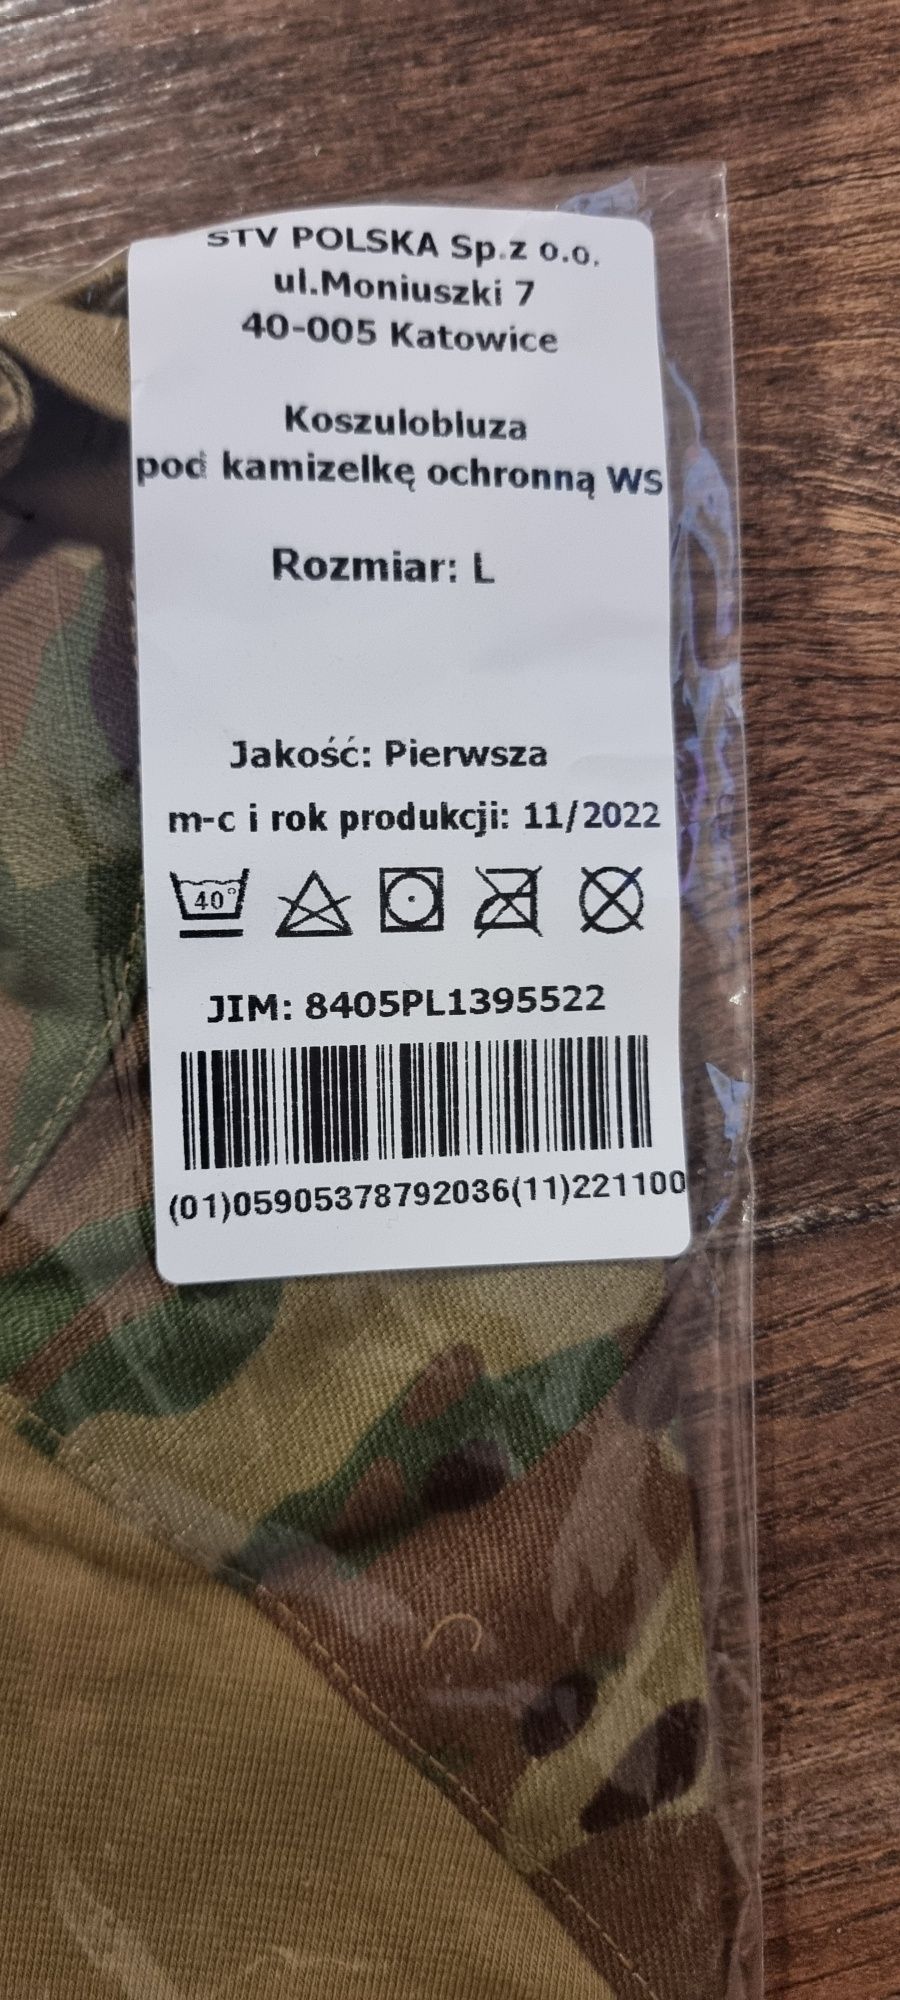 STV POLSKA Sp.z o.o.
ul.Moniuszki 7
40-005 Katowice
Koszulobluza
pod kamizelkę ochronną WS
Rozmiar: L
Jakość: Pierwsza
m-c i rok produkcji: 11/2022
40°
JIM: 8405PL1395522
(01)05905378792036(11)221100